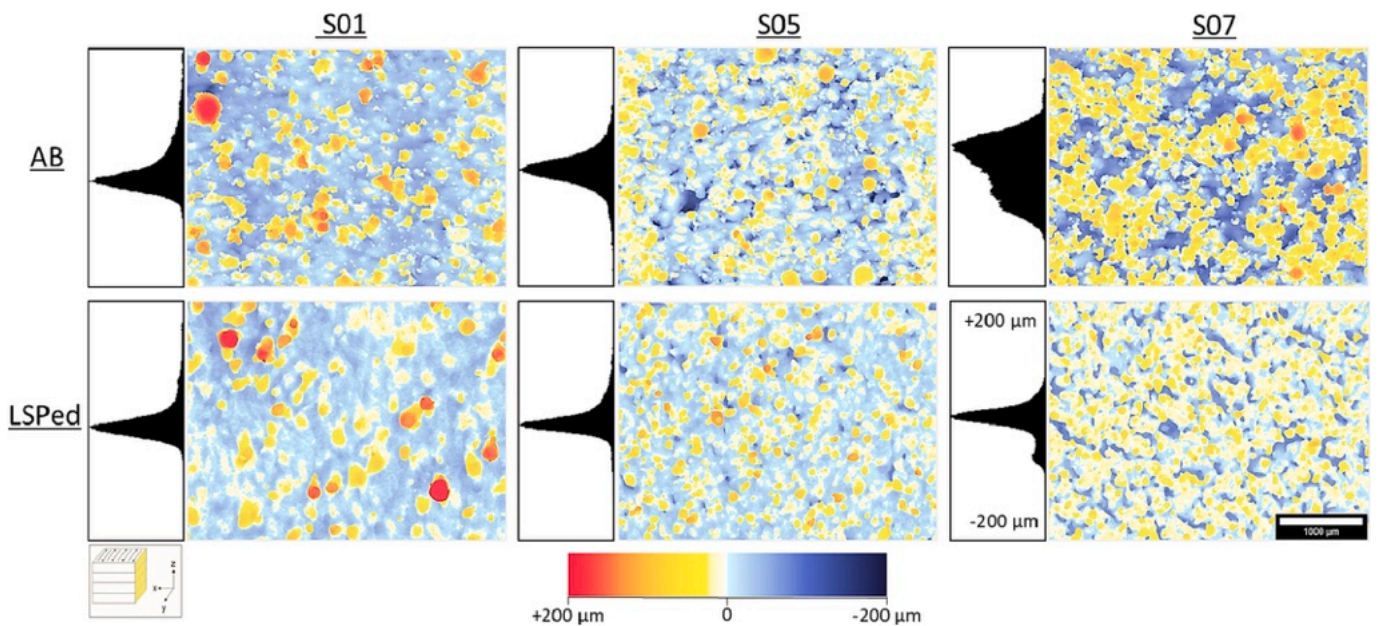 S01 S05 S07
AB
LSPed
+200 µm
-200 µm
1000 µm
z
x
y
+200 µm 0 -200 µm